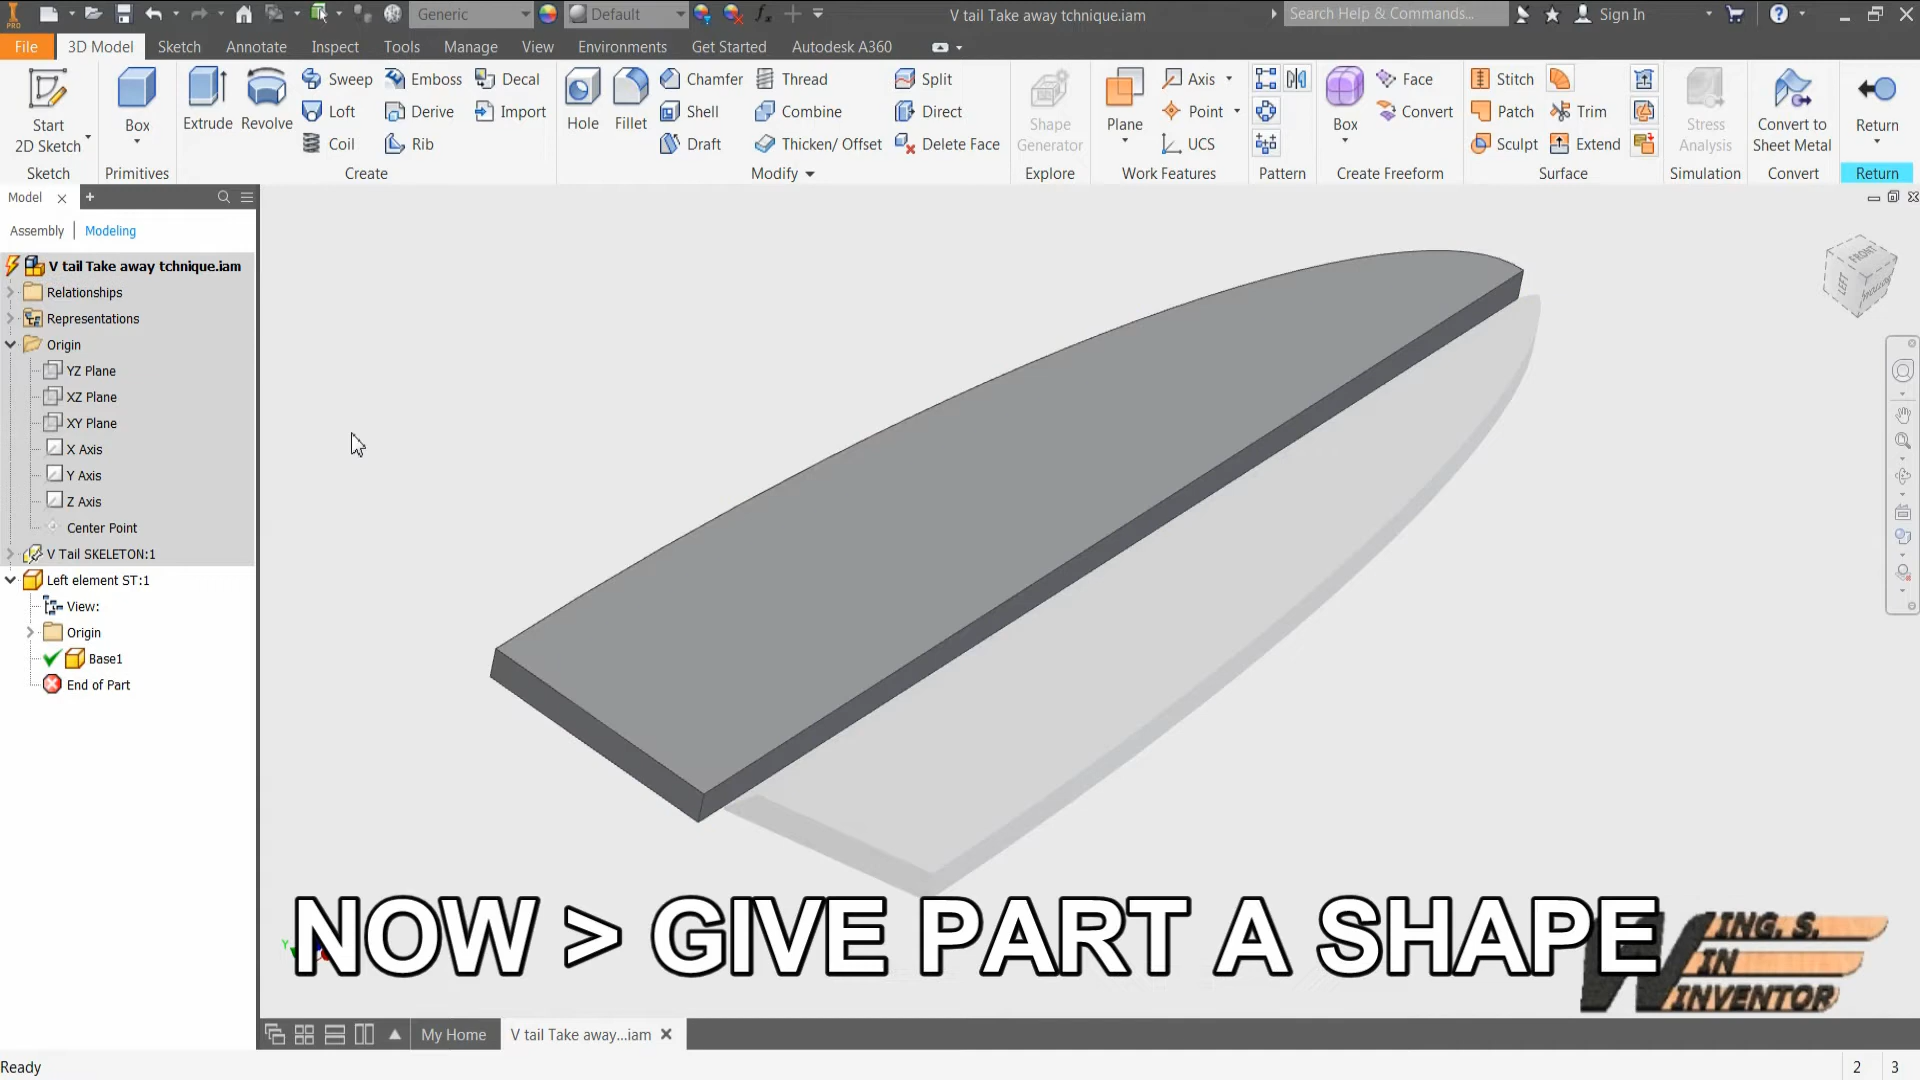 Generic
Default
V tail Take away tchnique.iam
Search Help & Commands...
Sign In
File
3D Model
Sketch
Annotate
Inspect
Tools
Manage
View
Environments
Get Started
Autodesk A360
Start
2D Sketch
Sketch
Box
Primitives
Extrude
Revolve
Sweep
Loft
Coil
Emboss
Derive
Rib
Decal
Import
Create
Hole
Fillet
Chamfer
Shell
Draft
Thread
Combine
Thicken/ Offset
Split
Direct
Delete Face
Modify
Shape
Generator
Explore
Plane
Axis
Point
UCS
Work Features
Pattern
Box
Face
Convert
Create Freeform
Stitch
Patch
Sculpt
Trim
Extend
Surface
Stress
Analysis
Simulation
Convert to
Sheet Metal
Convert
Return
Return
Model
Assembly
Modeling
V tail Take away tchnique.iam
Relationships
Representations
Origin
YZ Plane
XZ Plane
XY Plane
X Axis
Y Axis
Z Axis
Center Point
V Tail SKELETON:1
Left element ST:1
View:
Origin
Base1
End of Part
FRONT
NOW > GIVE PART A SHAPE
WING. S.
IN
INVENTOR
My Home
V tail Take away...iam
Ready
2
3